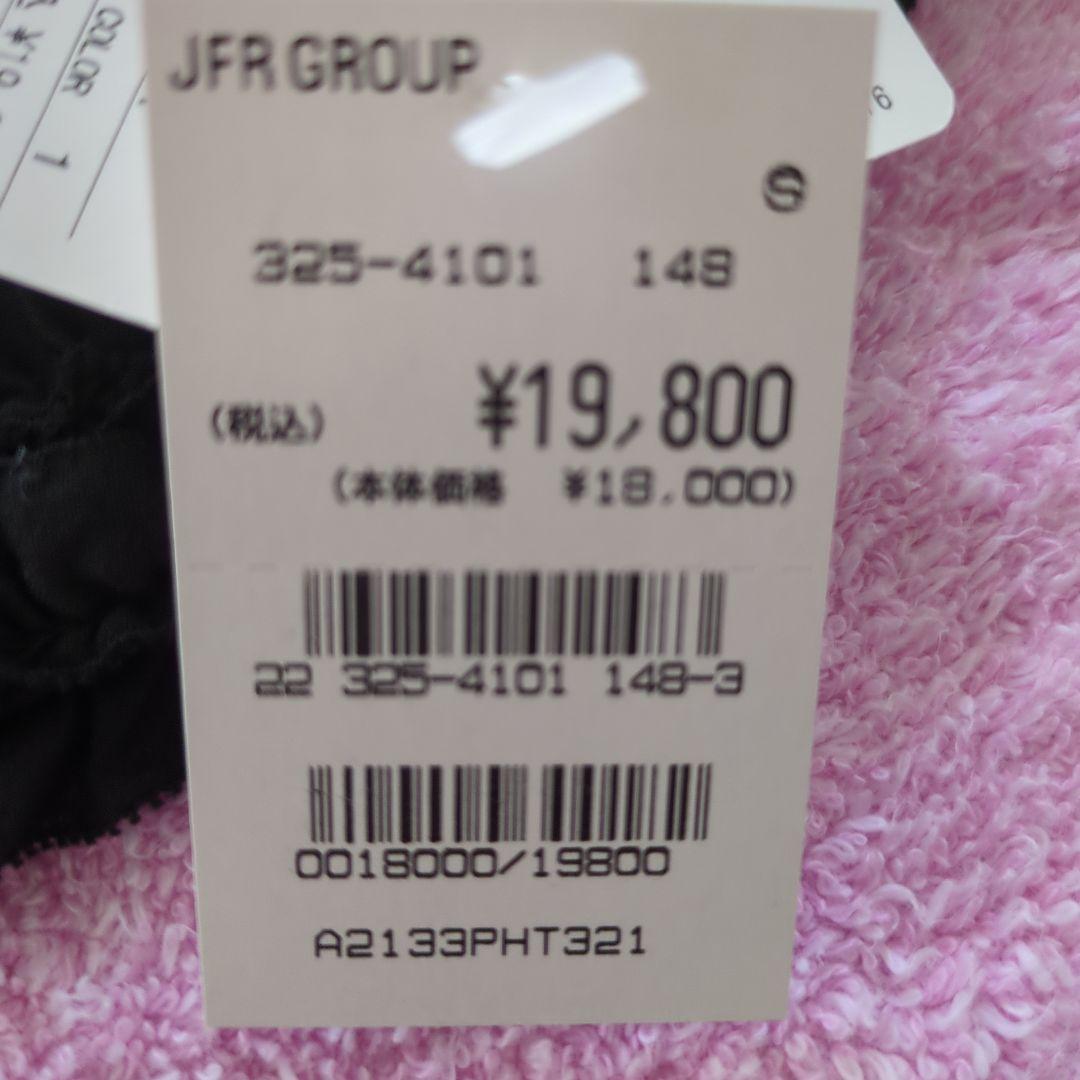 JFR GROUP
S
325-4101 148
(税込) ¥19,800
(本体価格 ¥18,000)
22 325-4101 148-3
0018000/19800
A2133PHT321
COLOR
1
6